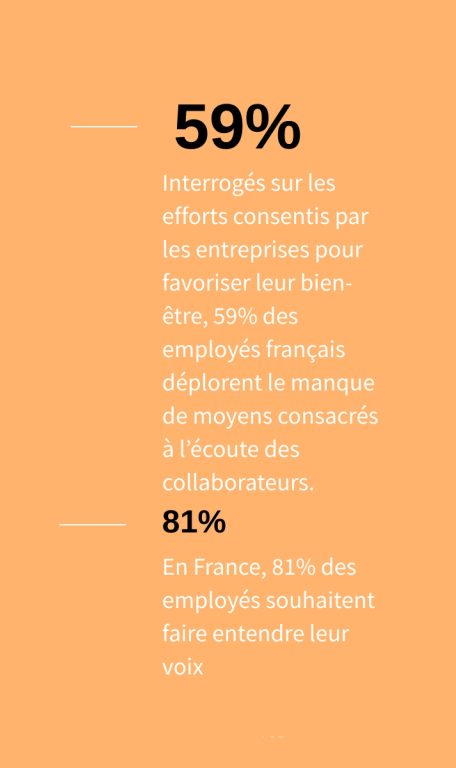 59%
Interrogés sur les
efforts consentis par
les entreprises pour
favoriser leur bien-
être, 59% des
employés français
déplorent le manque
de moyens consacrés
à l'écoute des
collaborateurs.
81%
En France, 81% des
employés souhaitent
faire entendre leur
voix